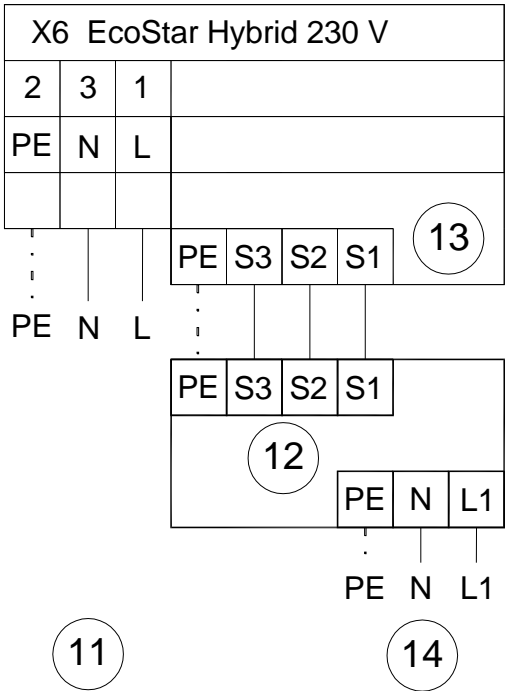 X6 EcoStar Hybrid 230 V
2 3 1
PE N L
13
PE S3 S2 S1
PE N L
PE S3 S2 S1
12
PE N L1
PE N L1
11 14